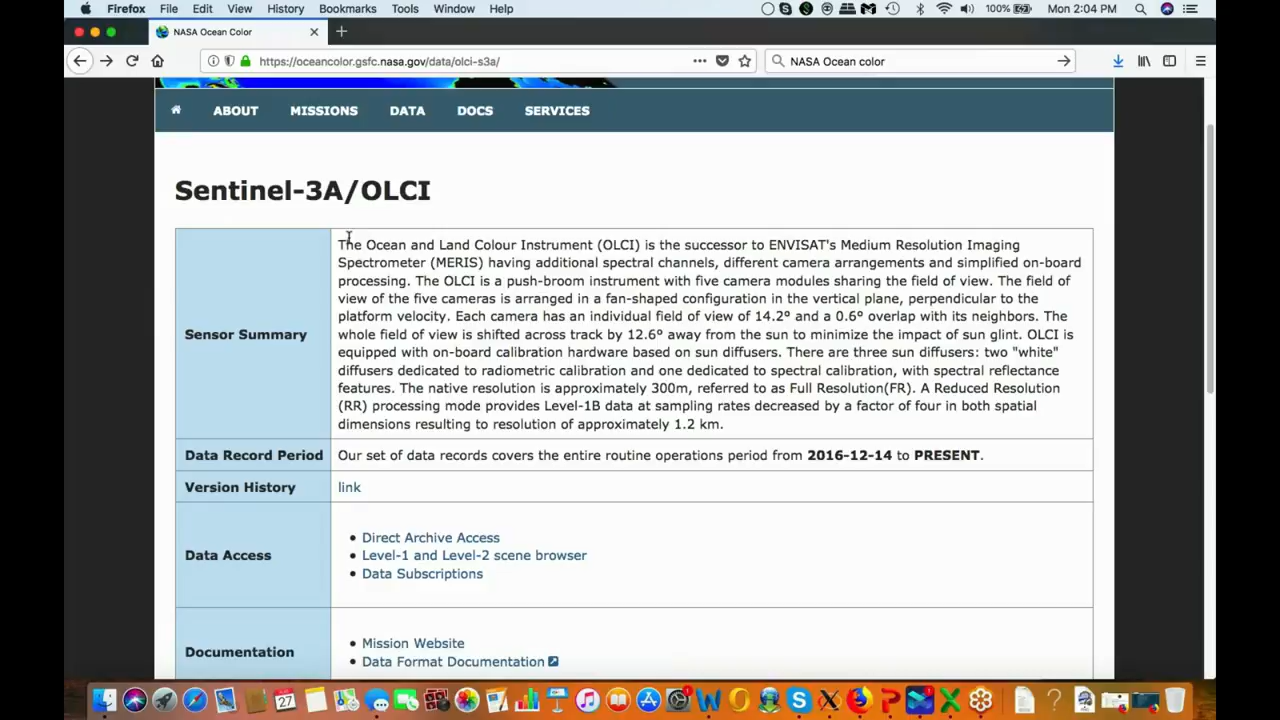 Firefox File Edit View History Bookmarks Tools Window Help 100% Mon 2:04 PM
NASA Ocean Color
https://oceancolor.gsfc.nasa.gov/data/olci-s3a/ NASA Ocean color
ABOUT MISSIONS DATA DOCS SERVICES
Sentinel-3A/OLCI
Sensor Summary
The Ocean and Land Colour Instrument (OLCI) is the successor to ENVISAT's Medium Resolution Imaging
Spectrometer (MERIS) having additional spectral channels, different camera arrangements and simplified on-board
processing. The OLCI is a push-broom instrument with five camera modules sharing the field of view. The field of
view of the five cameras is arranged in a fan-shaped configuration in the vertical plane, perpendicular to the
platform velocity. Each camera has an individual field of view of 14.2º and a 0.6º overlap with its neighbors. The
whole field of view is shifted across track by 12.6º away from the sun to minimize the impact of sun glint. OLCI is
equipped with on-board calibration hardware based on sun diffusers. There are three sun diffusers: two "white"
diffusers dedicated to radiometric calibration and one dedicated to spectral calibration, with spectral reflectance
features. The native resolution is approximately 300m, referred to as Full Resolution(FR). A Reduced Resolution
(RR) processing mode provides Level-1B data at sampling rates decreased by a factor of four in both spatial
dimensions resulting to resolution of approximately 1.2 km.
Data Record Period Our set of data records covers the entire routine operations period from 2016-12-14 to PRESENT.
Version History link
Data Access
• Direct Archive Access
• Level-1 and Level-2 scene browser
• Data Subscriptions
Documentation
• Mission Website
• Data Format Documentation